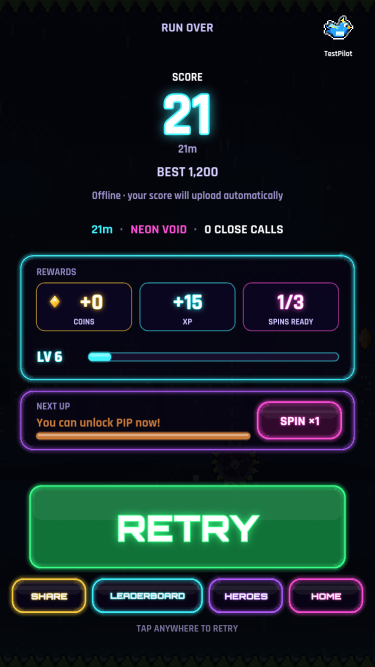 RUN OVER
TestPilot
SCORE
21
21m
BEST 1,200
Offline · your score will upload automatically
21m · NEON VOID · 0 CLOSE CALLS
REWARDS
+0
COINS
+15
XP
1/3
SPINS READY
LV 6
NEXT UP
You can unlock PIP now!
SPIN ×1
RETRY
SHARE
LEADERBOARD
HEROES
HOME
TAP ANYWHERE TO RETRY